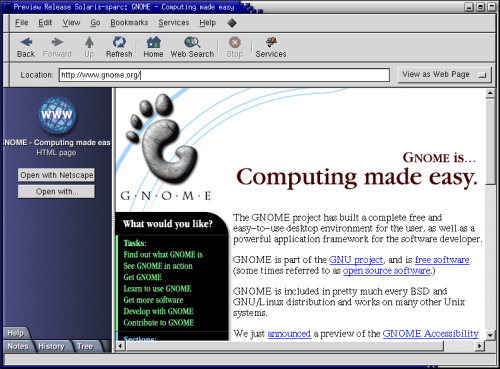 Preview Release Solaris-sparc: GNOME - Computing made easy
File Edit View Go Bookmarks Services Help
Back Forward Up Refresh Home Web Search Stop Services
Location: http://www.gnome.org/ View as Web Page
WWW
NOME - Computing made eas
HTML page
Open with Netscape
Open with...
Help
Notes History Tree
G·N·O·M·E
GNOME is...
Computing made easy.
What would you like?
Tasks:
Find out what GNOME is
See GNOME in action
Get GNOME
Learn to use GNOME
Get more software
Develop with GNOME
Contribute to GNOME
Sections:
The GNOME project has built a complete free and
easy-to-use desktop environment for the user, as well as a
powerful application framework for the software developer.
GNOME is part of the GNU project, and is free software
(some times referred to as open source software.)
GNOME is included in pretty much every BSD and
GNU/Linux distribution and works on many other Unix
systems.
We just announced a preview of the GNOME Accessibility